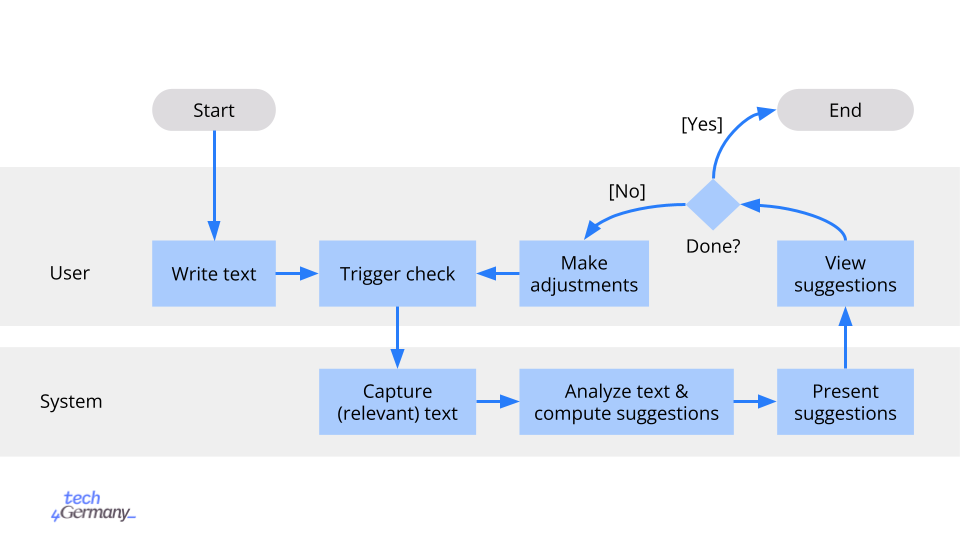 Start
End
[Yes]
[No]
Done?
User
Write text
Trigger check
Make
adjustments
View
suggestions
System
Capture
(relevant) text
Analyze text &
compute suggestions
Present
suggestions
tech
4Germany_